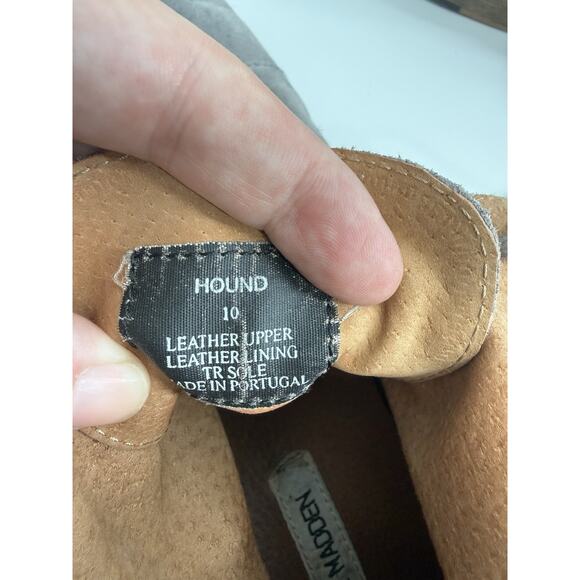 HOUND
10
LEATHER UPPER
LEATHER LINING
TR SOLE
MADE IN PORTUGAL
MADDEN